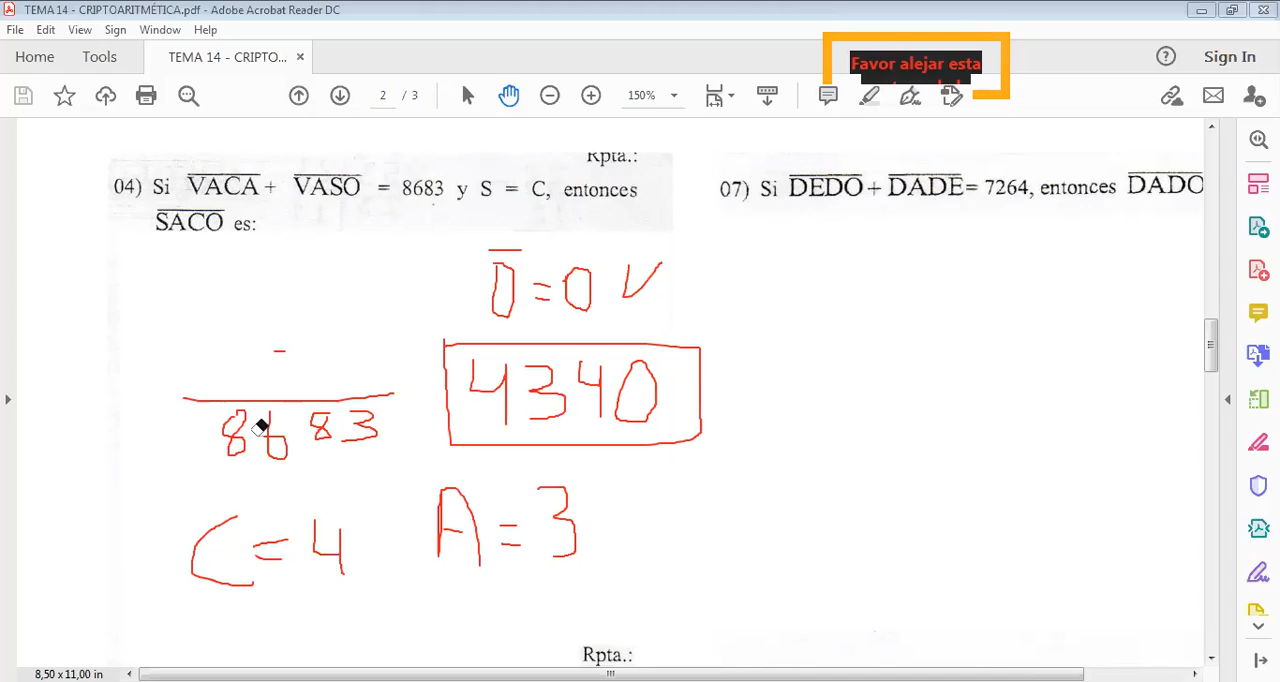 TEMA 14 - CRIPTOARITMÉTICA.pdf - Adobe Acrobat Reader DC
File Edit View Sign Window Help
Home Tools TEMA 14 - CRIPTO... × Sign In
Favor alejar esta
2 / 3 150%
Rpta.:
04) Si VACA + VASO = 8683 y S = C, entonces
SACO es:
07) Si DEDO + DADE = 7264, entonces DADO
O = 0 V
4340
8683
C = 4 A = 3
Rpta.:
8,50 x 11,00 in